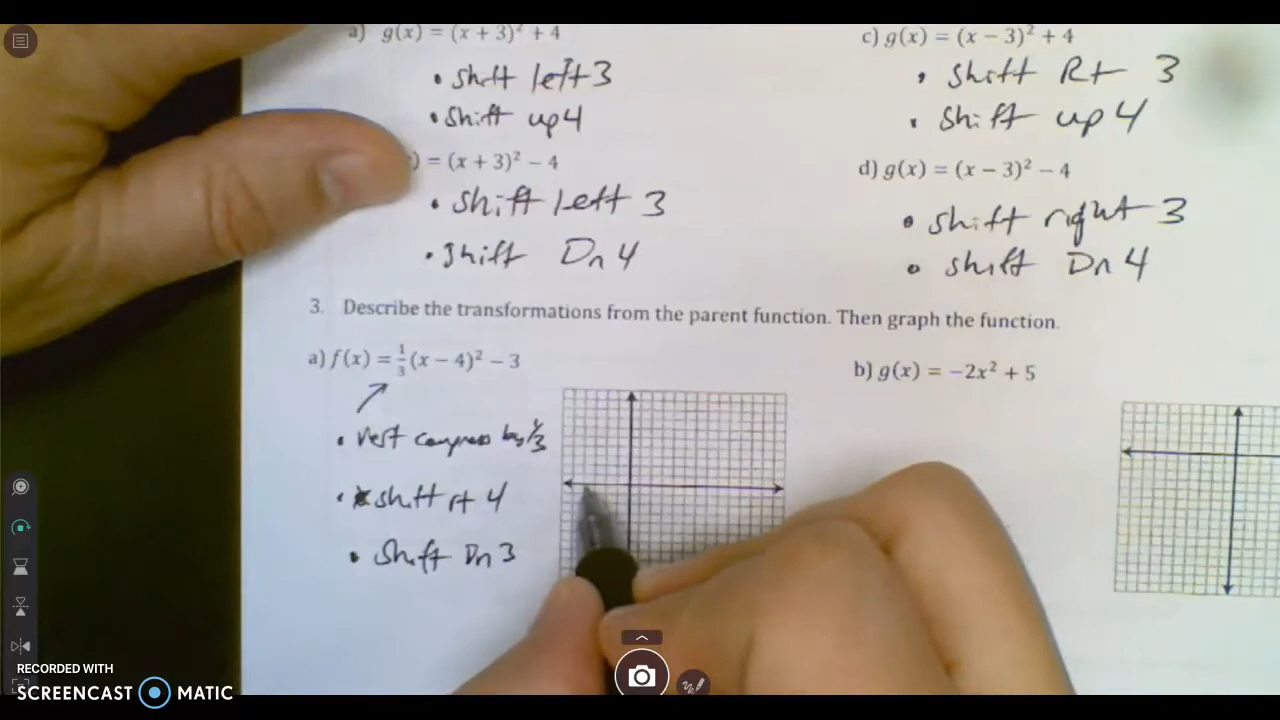 a) g(x) = (x + 3)² + 4
• shift left 3
• shift up 4
c) g(x) = (x − 3)² + 4
• shift Rt 3
• shift up 4
) = (x + 3)² − 4
• shift left 3
• shift Dn 4
d) g(x) = (x − 3)² − 4
• shift right 3
• shift Dn 4
3. Describe the transformations from the parent function. Then graph the function.
a) f(x) = 1/3 (x − 4)² − 3
• Vert compress by 1/3
• shift rt 4
• Shift Dn 3
b) g(x) = −2x² + 5
RECORDED WITH
SCREENCAST MATIC